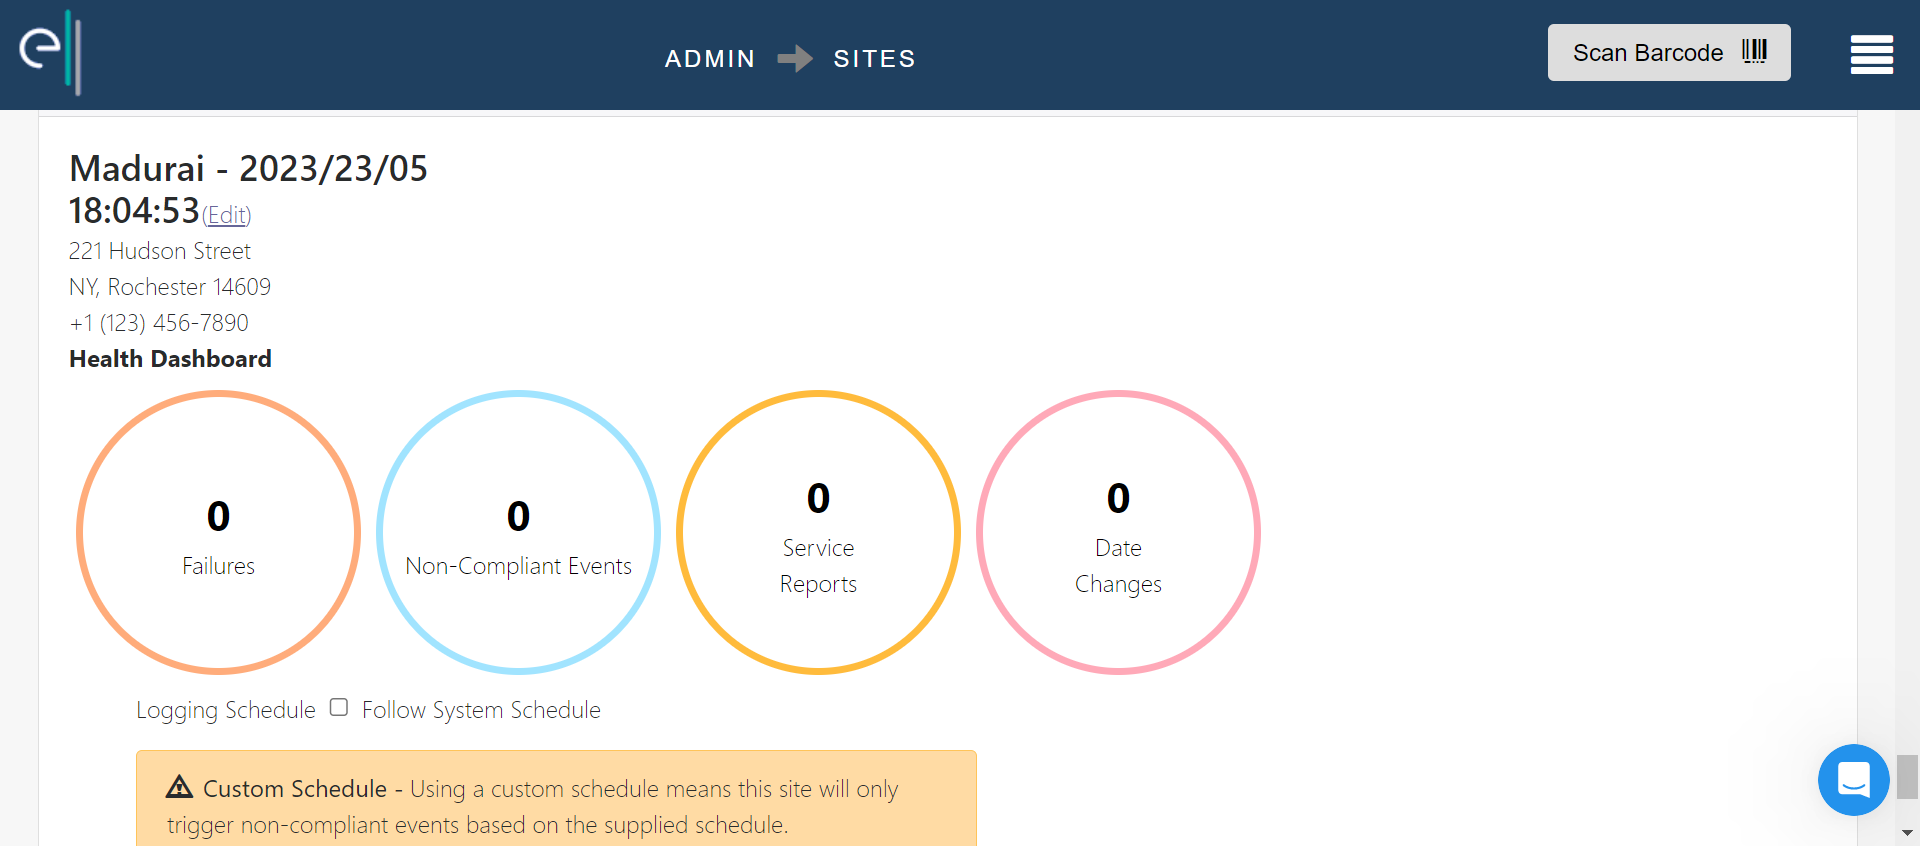 ell
ADMIN SITES
Scan Barcode
Madurai - 2023/23/05
18:04:53(Edit)
221 Hudson Street
NY, Rochester 14609
+1 (123) 456-7890
Health Dashboard
0
Failures
0
Non-Compliant Events
0
Service
Reports
0
Date
Changes
Logging Schedule Follow System Schedule
Custom Schedule - Using a custom schedule means this site will only
trigger non-compliant events based on the supplied schedule.